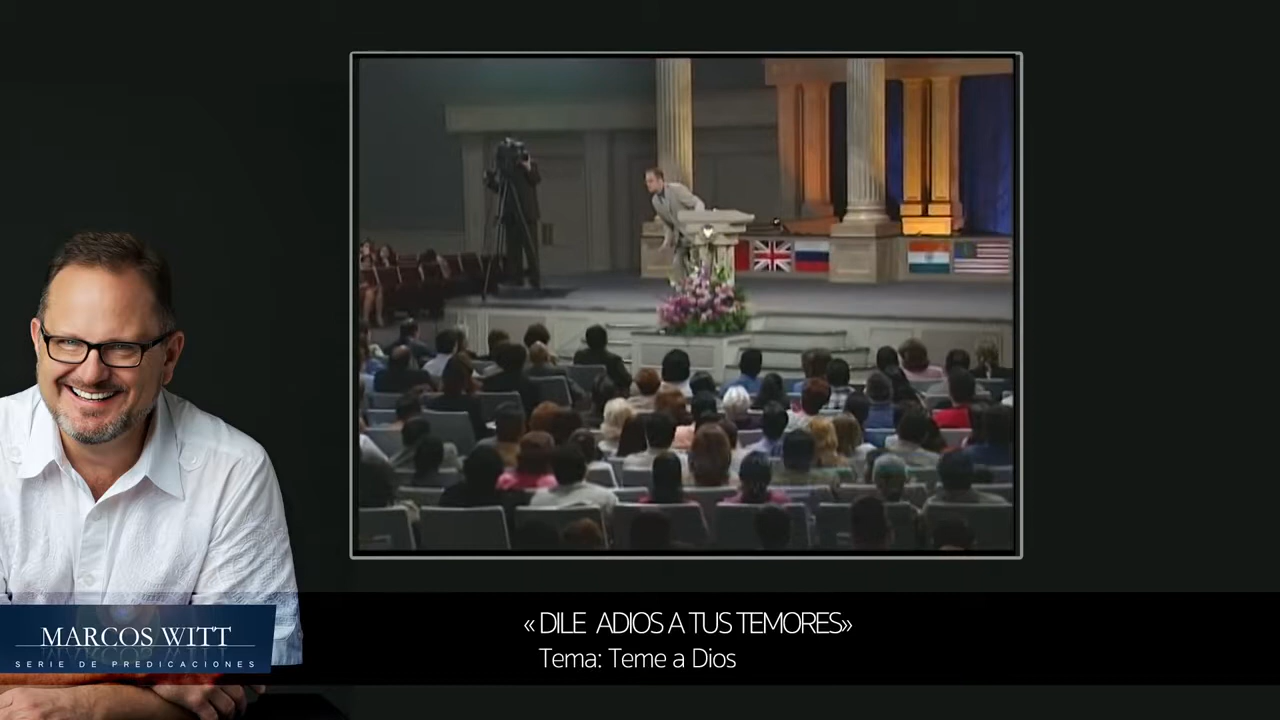 MARCOS WITT
SERIE DE PREDICACIONES
« DILE ADIOS A TUS TEMORES»
Tema: Teme a Dios